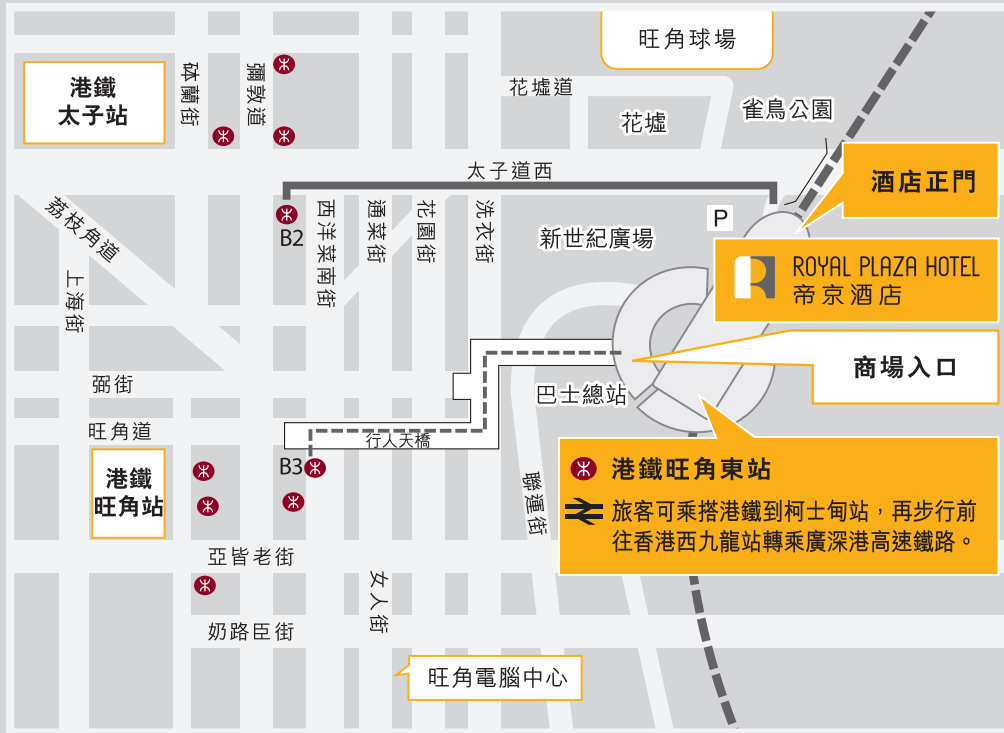 旺角球場
港鐵
太子站
砵蘭街
彌敦道
花墟道
花墟
雀鳥公園
太子道西
酒店正門
荔枝角道
B2
西洋菜南街
通菜街
花園街
洗衣街
P
新世紀廣場
ROYAL PLAZA HOTEL
帝京酒店
上海街
商場入口
弼街
巴士總站
旺角道
行人天橋
港鐵
旺角站
B3
聯運街
港鐵旺角東站
旅客可乘搭港鐵到柯士甸站，再步行前
往香港西九龍站轉乘廣深港高速鐵路。
亞皆老街
女人街
奶路臣街
旺角電腦中心